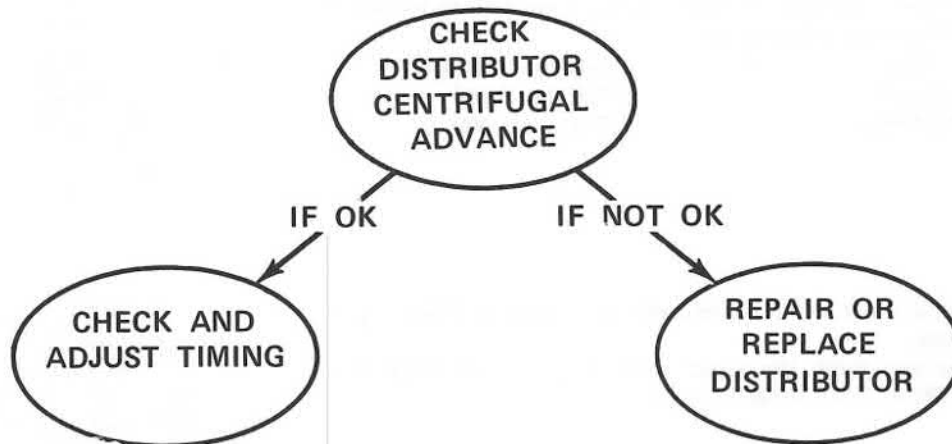 CHECK
DISTRIBUTOR
CENTRIFUGAL
ADVANCE
IF OK
IF NOT OK
CHECK AND
ADJUST TIMING
REPAIR OR
REPLACE
DISTRIBUTOR